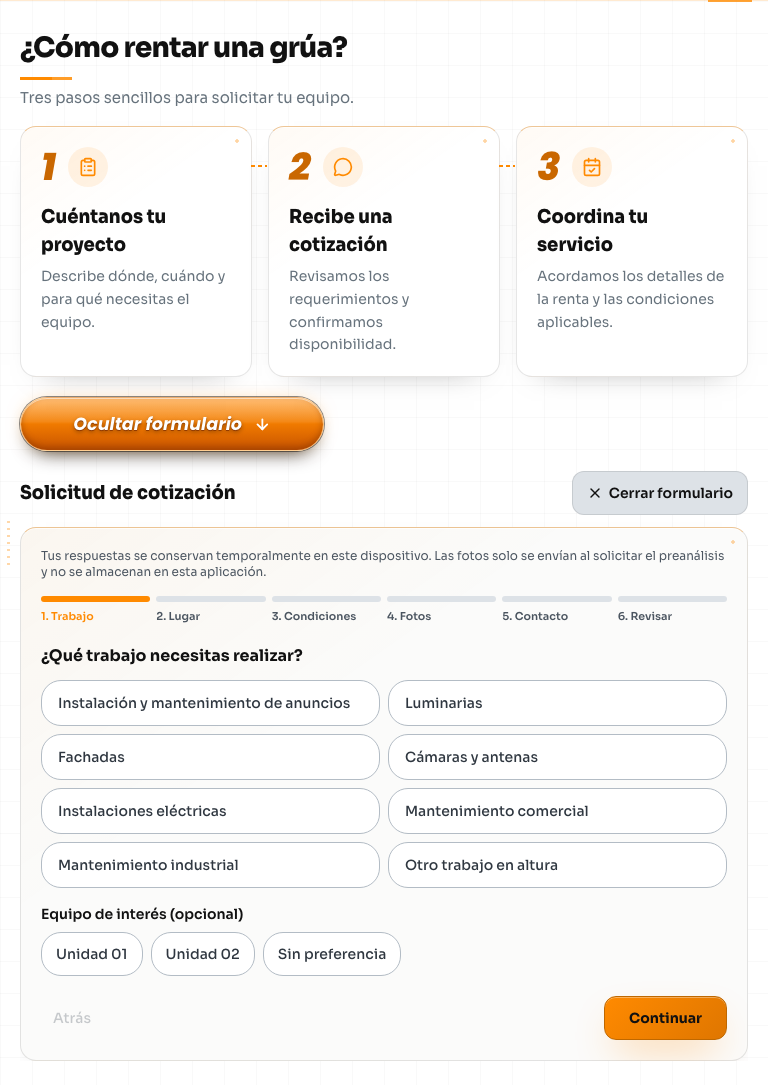 ¿Cómo rentar una grúa?
Tres pasos sencillos para solicitar tu equipo.
1
Cuéntanos tu
proyecto
Describe dónde, cuándo y
para qué necesitas el
equipo.
2
Recibe una
cotización
Revisamos los
requerimientos y
confirmamos
disponibilidad.
3
Coordina tu
servicio
Acordamos los detalles de
la renta y las condiciones
aplicables.
Ocultar formulario ↓
Solicitud de cotización
× Cerrar formulario
Tus respuestas se conservan temporalmente en este dispositivo. Las fotos solo se envían al solicitar el preanálisis
y no se almacenan en esta aplicación.
1. Trabajo 2. Lugar 3. Condiciones 4. Fotos 5. Contacto 6. Revisar
¿Qué trabajo necesitas realizar?
Instalación y mantenimiento de anuncios Luminarias
Fachadas Cámaras y antenas
Instalaciones eléctricas Mantenimiento comercial
Mantenimiento industrial Otro trabajo en altura
Equipo de interés (opcional)
Unidad 01 Unidad 02 Sin preferencia
Atrás Continuar